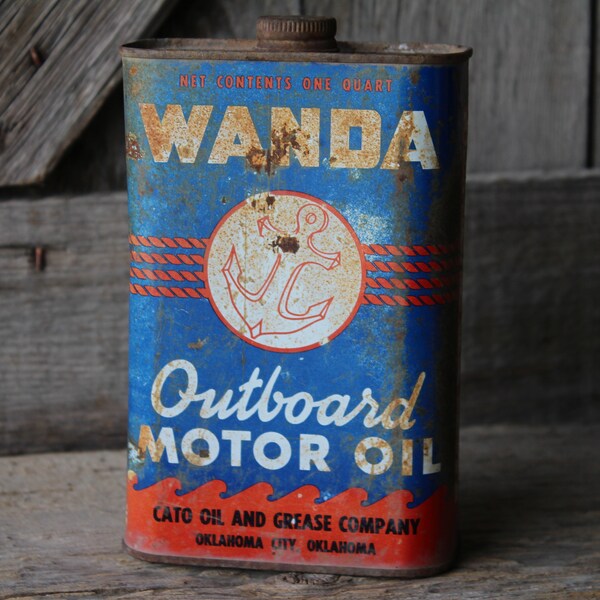 NET CONTENTS ONE QUART
WANDA
Outboard
MOTOR OIL
CATO OIL AND GREASE COMPANY
OKLAHOMA CITY, OKLAHOMA